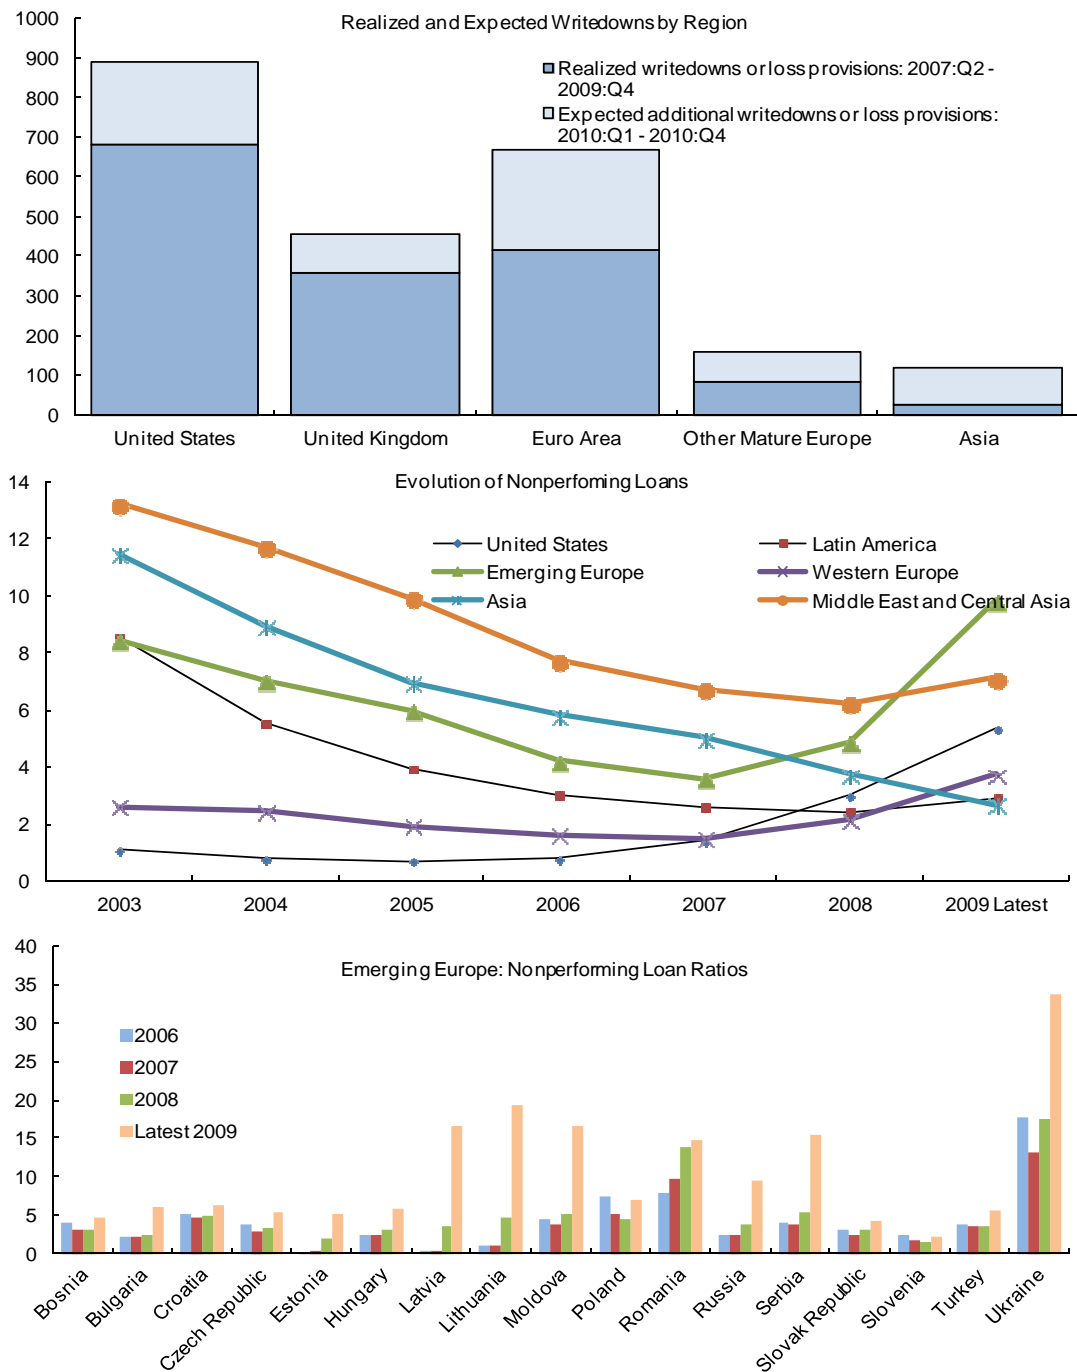 Realized and Expected Writedowns by Region
1000
900
800
700
600
500
400
300
200
100
0
Realized writedowns or loss provisions: 2007:Q2 -
2009:Q4
Expected additional writedowns or loss provisions:
2010:Q1 - 2010:Q4
United States United Kingdom Euro Area Other Mature Europe Asia
Evolution of Nonperfoming Loans
14
12
10
8
6
4
2
0
United States Latin America
Emerging Europe Western Europe
Asia Middle East and Central Asia
2003 2004 2005 2006 2007 2008 2009 Latest
Emerging Europe: Nonperforming Loan Ratios
40
35
30
25
20
15
10
5
0
2006
2007
2008
Latest 2009
Bosnia
Bulgaria
Croatia
Czech Republic
Estonia
Hungary
Latvia
Lithuania
Moldova
Poland
Romania
Russia
Serbia
Slovak Republic
Slovenia
Turkey
Ukraine